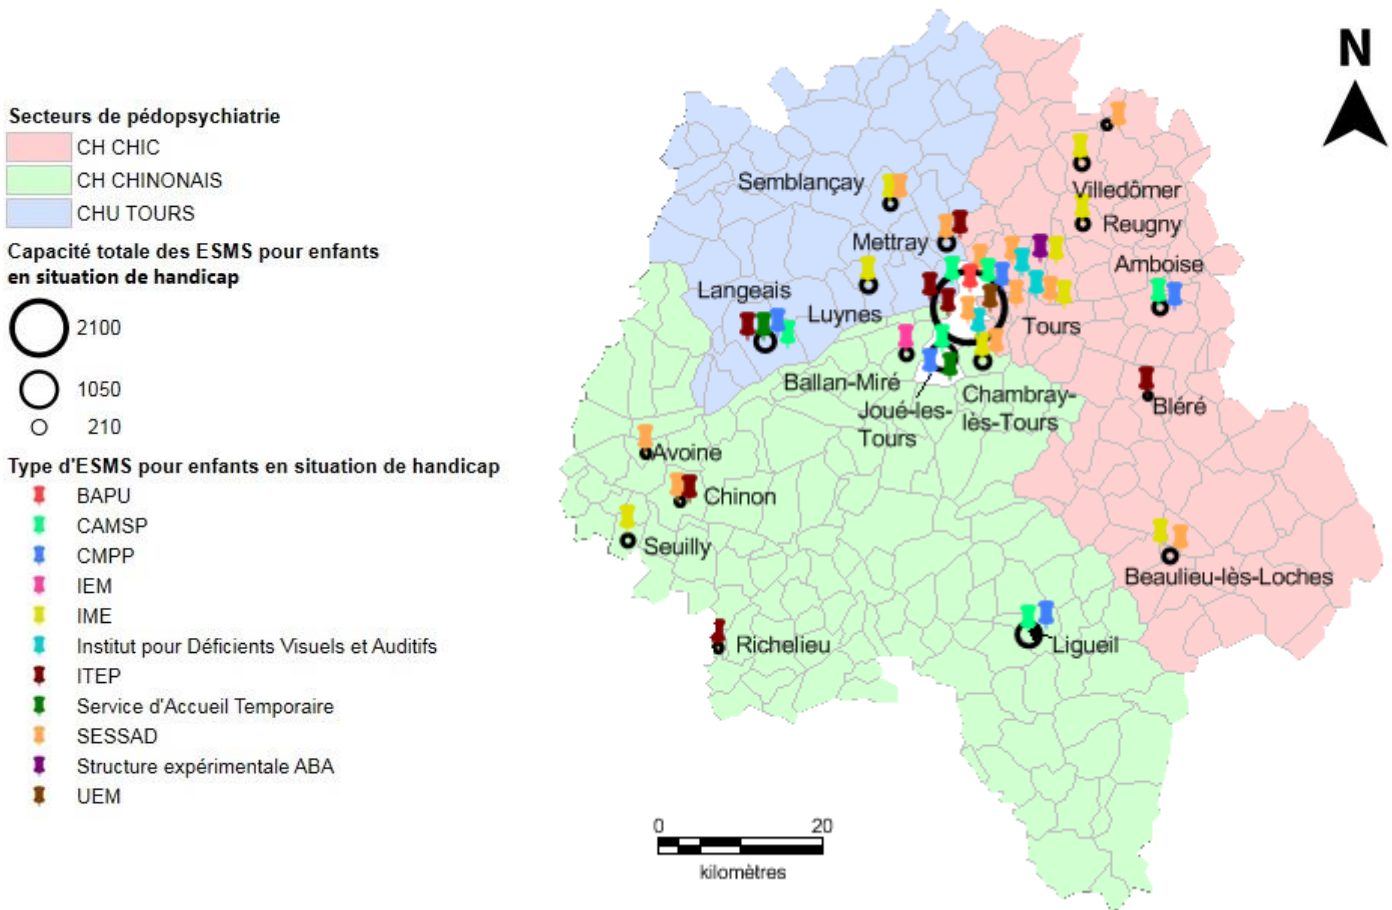 Secteurs de pédopsychiatrie
CH CHIC
CH CHINONAIS
CHU TOURS
Capacité totale des ESMS pour enfants
en situation de handicap
2100
1050
210
Type d'ESMS pour enfants en situation de handicap
BAPU
CAMSP
CMPP
IEM
IME
Institut pour Déficients Visuels et Auditifs
ITEP
Service d'Accueil Temporaire
SESSAD
Structure expérimentale ABA
UEM
N
Semblançay
Villedômer
Reugny
Mettray
Amboise
Langeais
Luynes
Tours
Ballan-Miré
Joué-les-
Tours
Chambray-
lès-Tours
Bléré
Avoine
Chinon
Seuilly
Beaulieu-lès-Loches
Richelieu
Ligueil
0 20
kilomètres